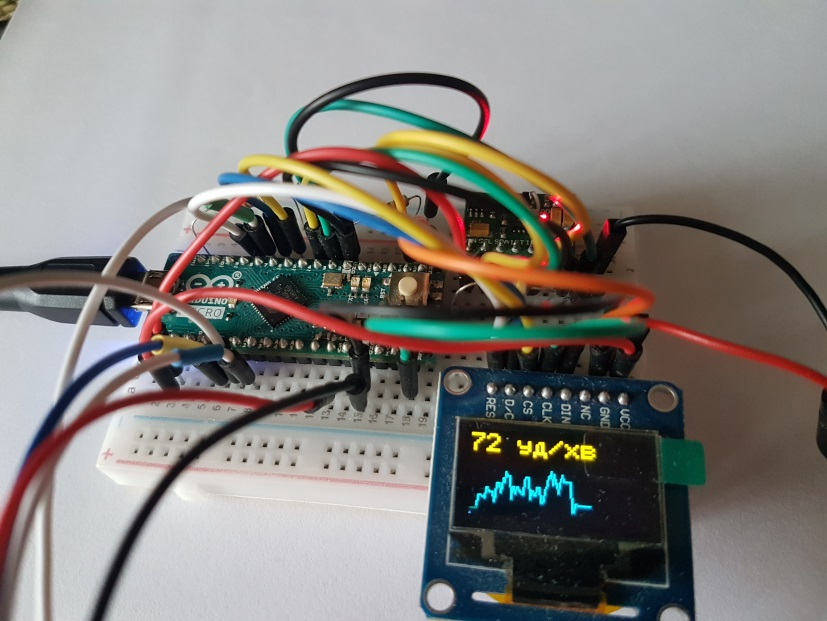 ARDUINO
MICRO
RES D/C CS CLK DIN NC GND VCC
72 уд/хв